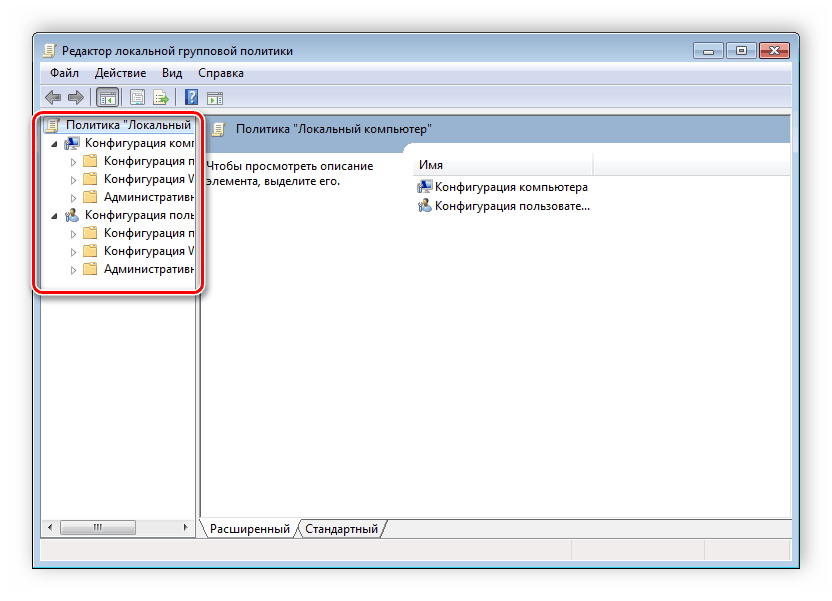 Редактор локальной групповой политики
Файл Действие Вид Справка
Политика "Локальный
Конфигурация комп
Конфигурация п
Конфигурация W
Административн
Конфигурация поль
Конфигурация п
Конфигурация W
Административн
Политика "Локальный компьютер"
Чтобы просмотреть описание
элемента, выделите его.
Имя
Конфигурация компьютера
Конфигурация пользовате...
Расширенный Стандартный